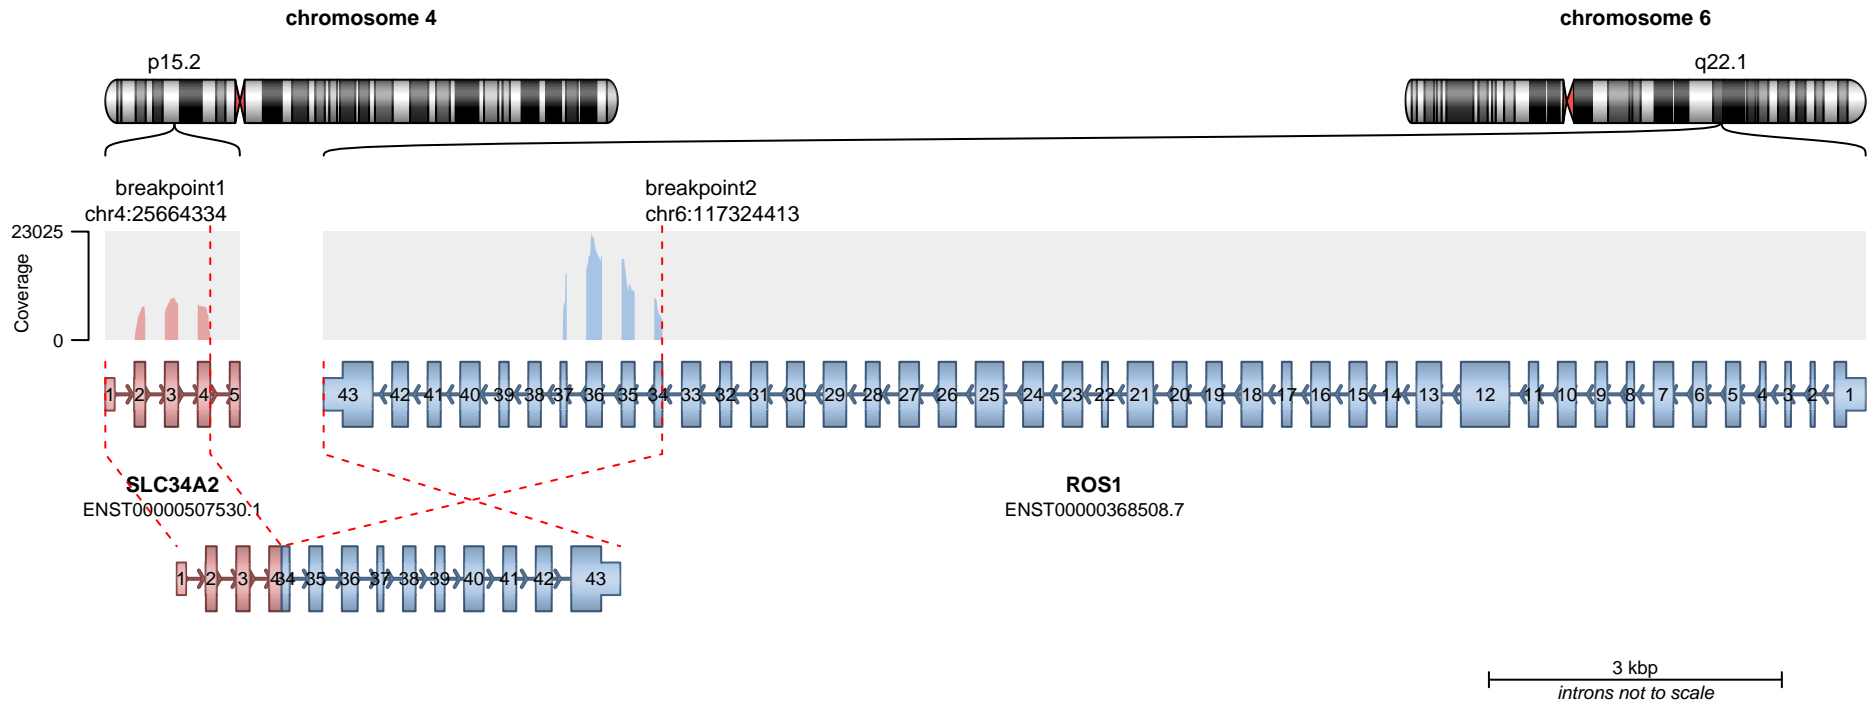 chromosome 4
chromosome 6
p15.2
q22.1
breakpoint1
chr4:25664334
breakpoint2
chr6:117324413
23025
Coverage
0
1 2 3 4 5
43 42 41 40 39 38 37 36 35 34 33 32 31 30 29 28 27 26 25 24 23 22 21 20 19 18 17 16 15 14 13 12 11 10 9 8 7 6 5 4 3 2 1
SLC34A2
ENST00000507530.1
ROS1
ENST00000368508.7
1 2 3 4 34 35 36 37 38 39 40 41 42 43
3 kbp
introns not to scale